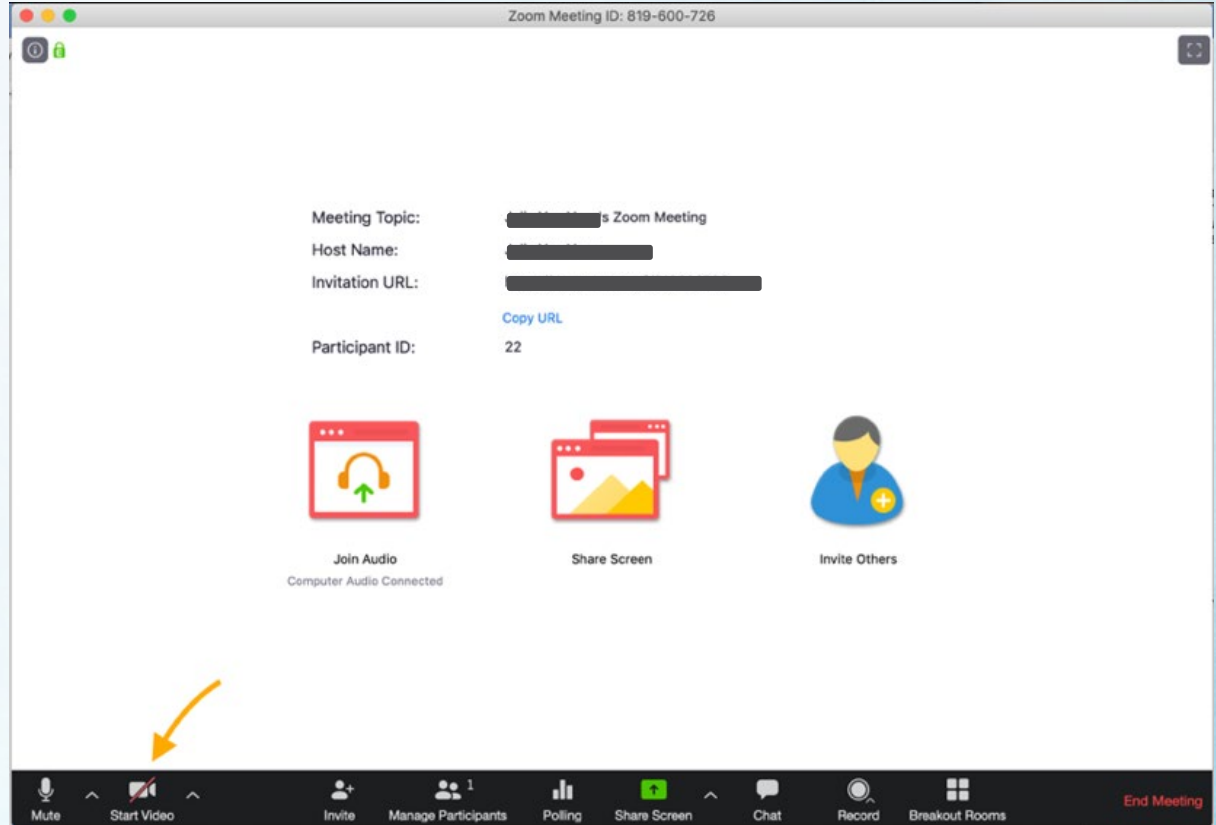 Zoom Meeting ID: 819-600-726
Meeting Topic: 's Zoom Meeting
Host Name:
Invitation URL:
Copy URL
Participant ID: 22
Join Audio Share Screen Invite Others
Computer Audio Connected
1
Mute Start Video Invite Manage Participants Polling Share Screen Chat Record Breakout Rooms End Meeting